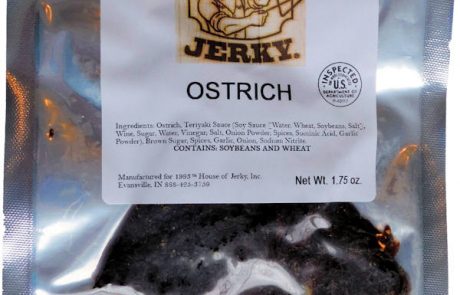 JERKY.
OSTRICH
INSPECTED
U.S.
DEPARTMENT OF
AGRICULTURE
Ingredients: Ostrich, Teriyaki Sauce (Soy Sauce [Water, Wheat, Soybeans, Salt],
Wine, Sugar, Water, Vinegar, Salt, Onion Powder, Spices, Succinic Acid, Garlic
Powder), Brown Sugar, Spices, Garlic, Onion, Sodium Nitrite.
CONTAINS: SOYBEANS AND WHEAT
Manufactured for 1993™ House of Jerky, Inc.
Evansville, IN
Net Wt. 1.75 oz.